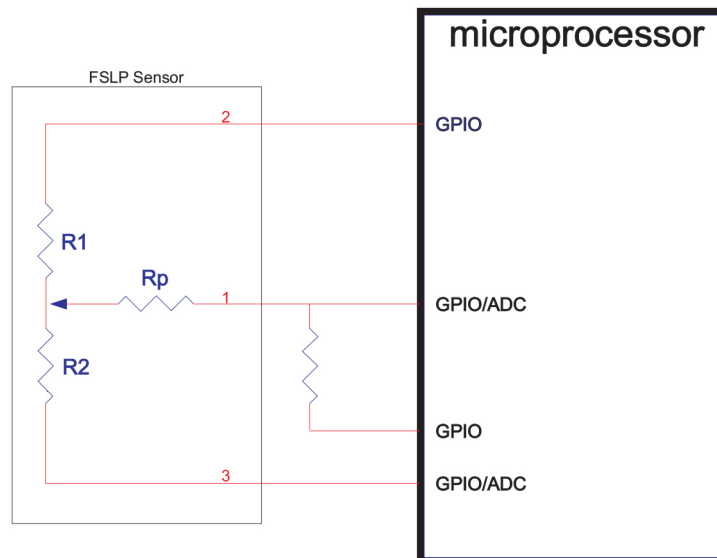 microprocessor
FSLP Sensor
2
GPIO
R1
Rp
1
GPIO/ADC
R2
GPIO
3
GPIO/ADC